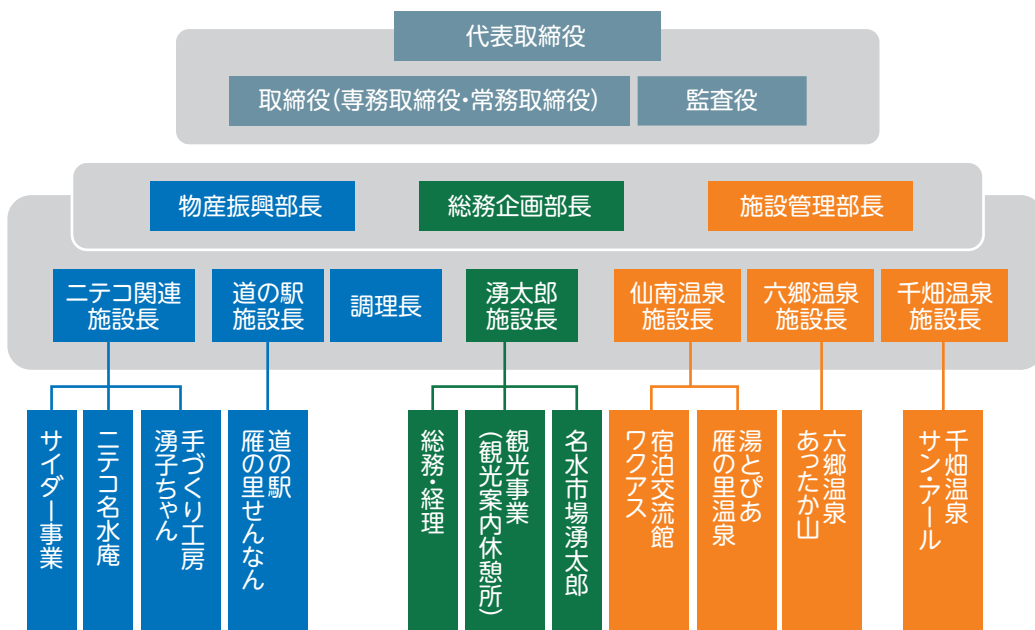 代表取締役
取締役(専務取締役・常務取締役)
監査役
物産振興部長
総務企画部長
施設管理部長
ニテコ関連
施設長
道の駅
施設長
調理長
湧太郎
施設長
仙南温泉
施設長
六郷温泉
施設長
千畑温泉
施設長
サイダー事業
ニテコ名水庵
手づくり工房
湧子ちゃん
道の駅
雁の里せんなん
総務・経理
観光事業
(観光案内休憩所)
名水市場湧太郎
宿泊交流館
ワクアス
湯とぴあ
雁の里温泉
六郷温泉
あったか山
千畑温泉
サン・アール